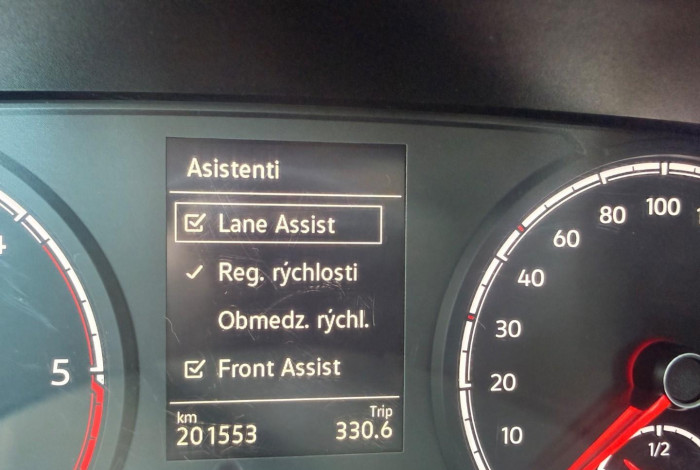 Asistenti
Lane Assist
Reg. rýchlosti
Obmedz. rýchl.
Front Assist
km
Trip
201553
330.6
5
10
20
30
40
60
80
100
1/2